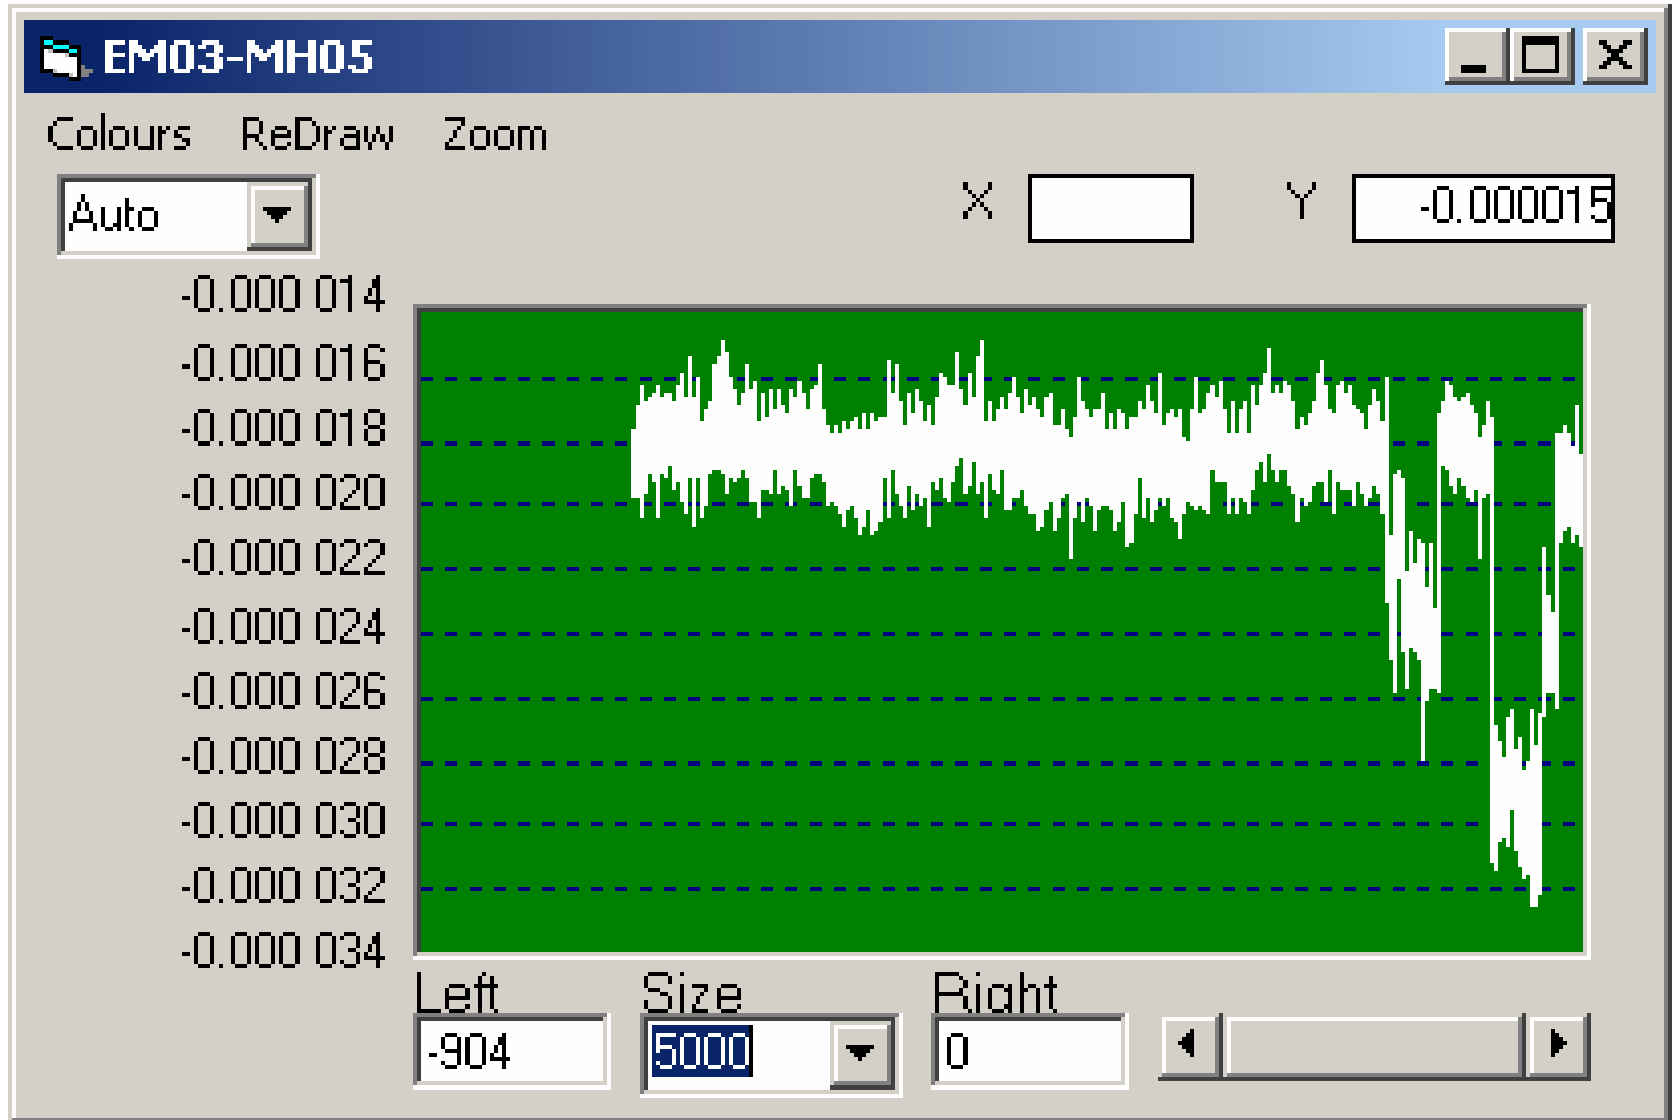 EM03-MH05
Colours ReDraw Zoom
Auto X Y -0.000015
-0.000 014
-0.000 016
-0.000 018
-0.000 020
-0.000 022
-0.000 024
-0.000 026
-0.000 028
-0.000 030
-0.000 032
-0.000 034
Left Size Right
-904 5000 0